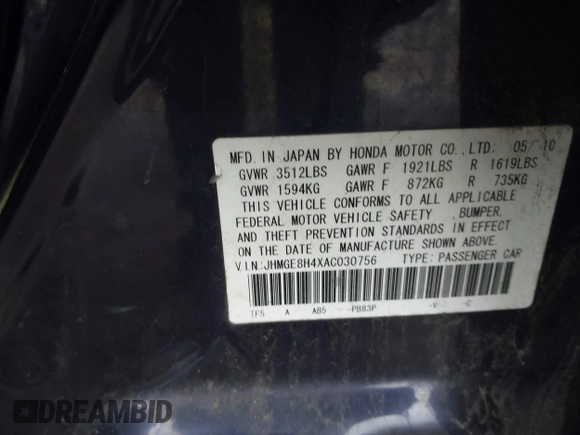 MFD. IN JAPAN BY HONDA MOTOR CO., LTD. 05/10
GVWR 3512LBS GAWR F 1921LBS R 1619LBS
GVWR 1594KG GAWR F 872KG R 735KG
THIS VEHICLE CONFORMS TO ALL APPLICABLE
FEDERAL MOTOR VEHICLE SAFETY , BUMPER,
AND THEFT PREVENTION STANDARDS IN EFFECT
ON THE DATE OF MANUFACTURE SHOWN ABOVE.
V.I.N.:JHMGE8H4XAC030756 TYPE: PASSENGER CAR
TF5 A AB5 -PB83P -V- -C
DREAMBID